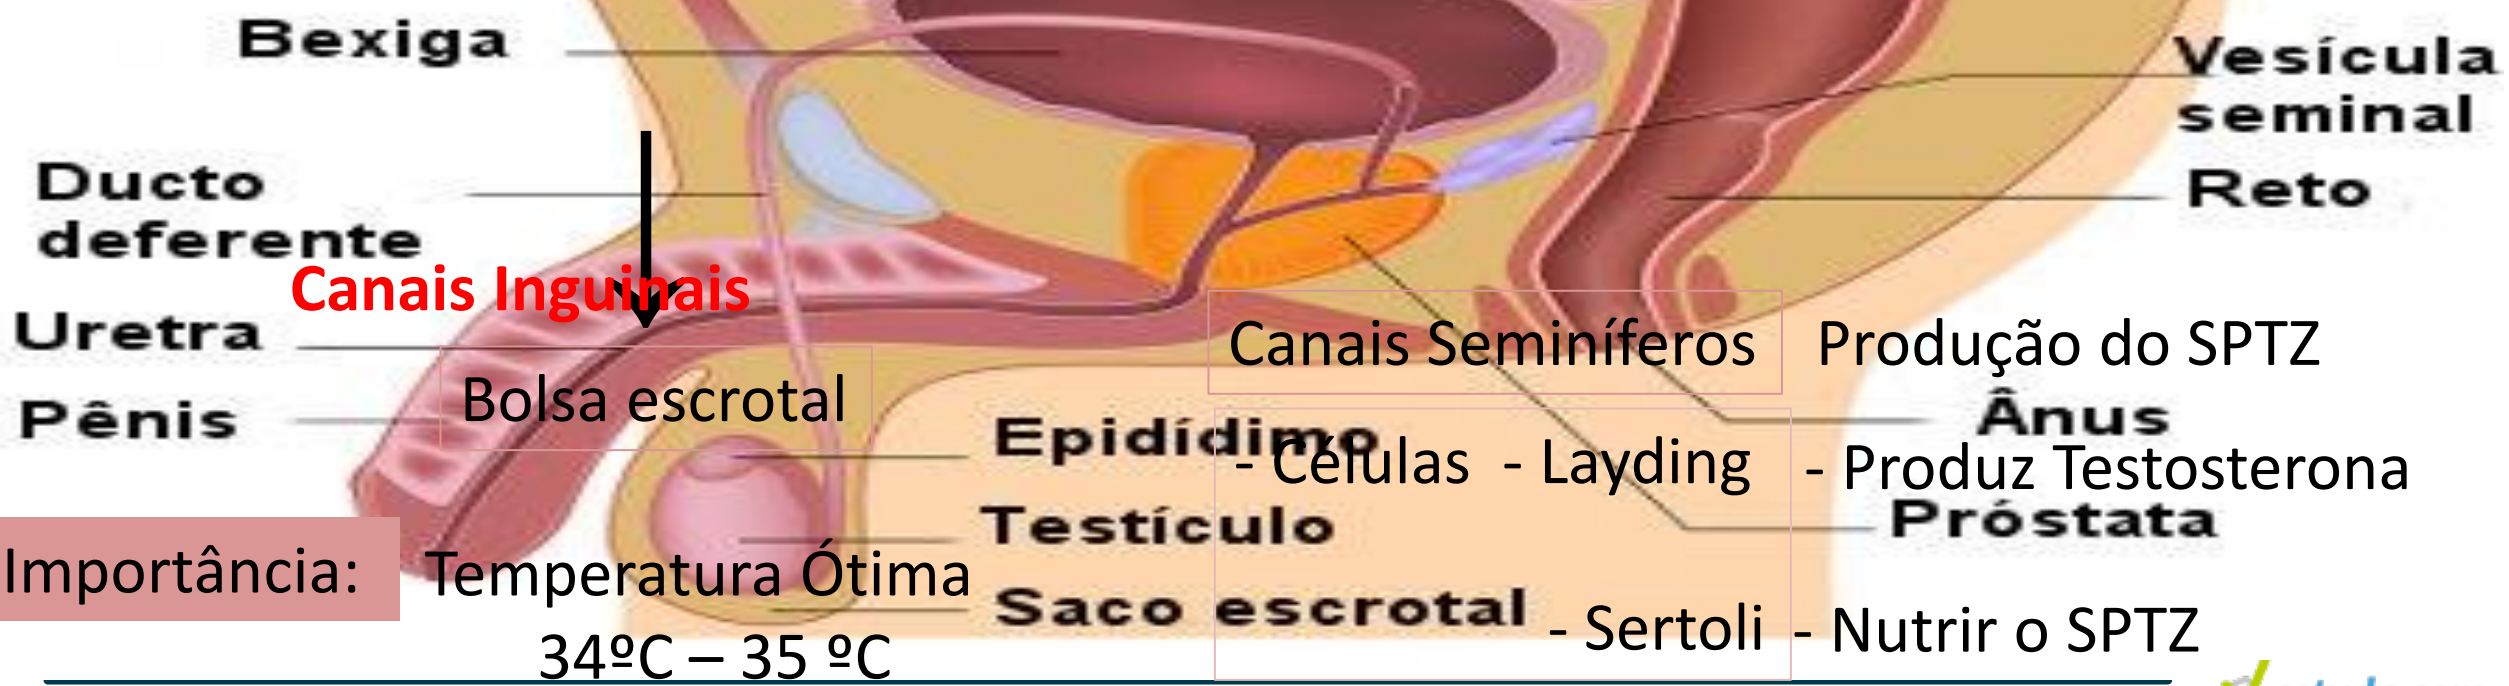 Bexiga
Vesícula
seminal
Ducto
deferente
Reto
Canais Inguinais
Uretra
Canais Seminíferos Produção do SPTZ
Bolsa escrotal
Pênis
Ânus
Epidídimo
- Células - Layding - Produz Testosterona
Testículo
Próstata
Importância: Temperatura Ótima
34ºC – 35 ºC
Saco escrotal
- Sertoli - Nutrir o SPTZ